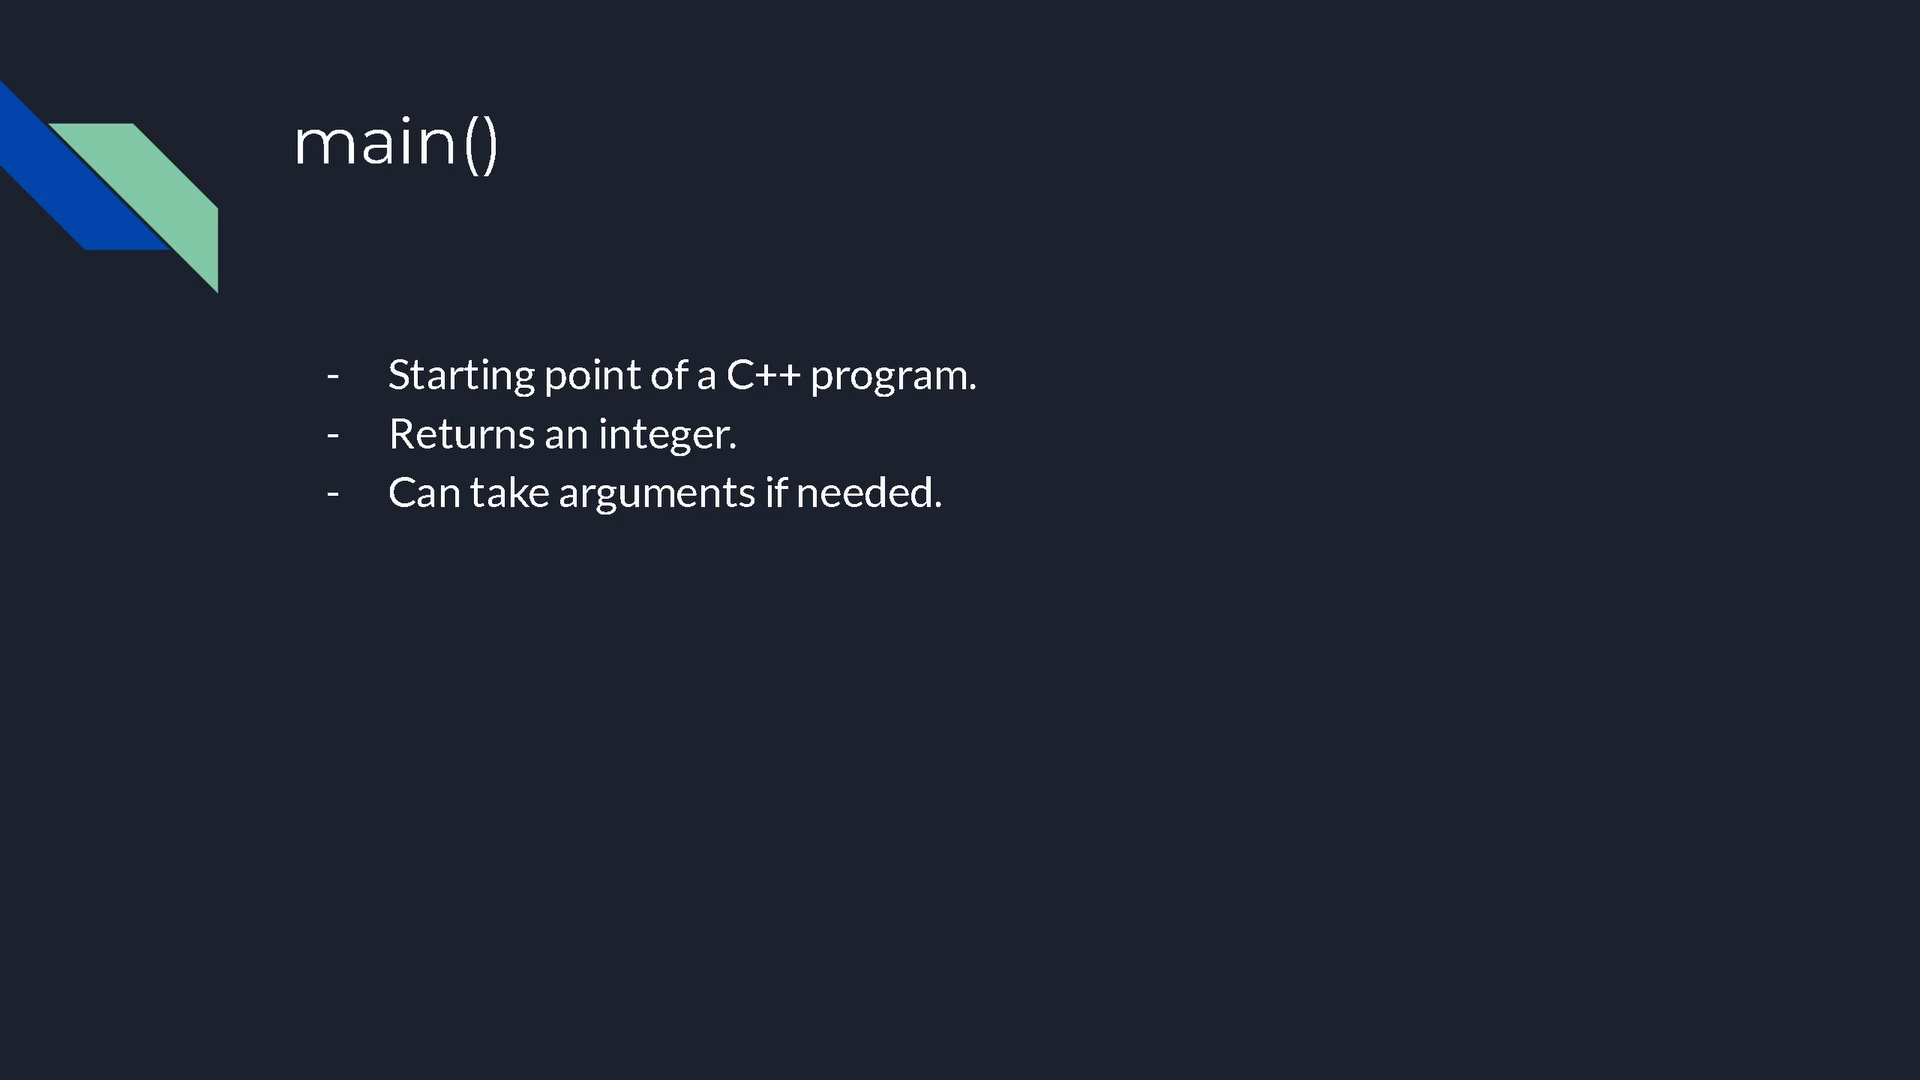 main()
- Starting point of a C++ program.
- Returns an integer.
- Can take arguments if needed.